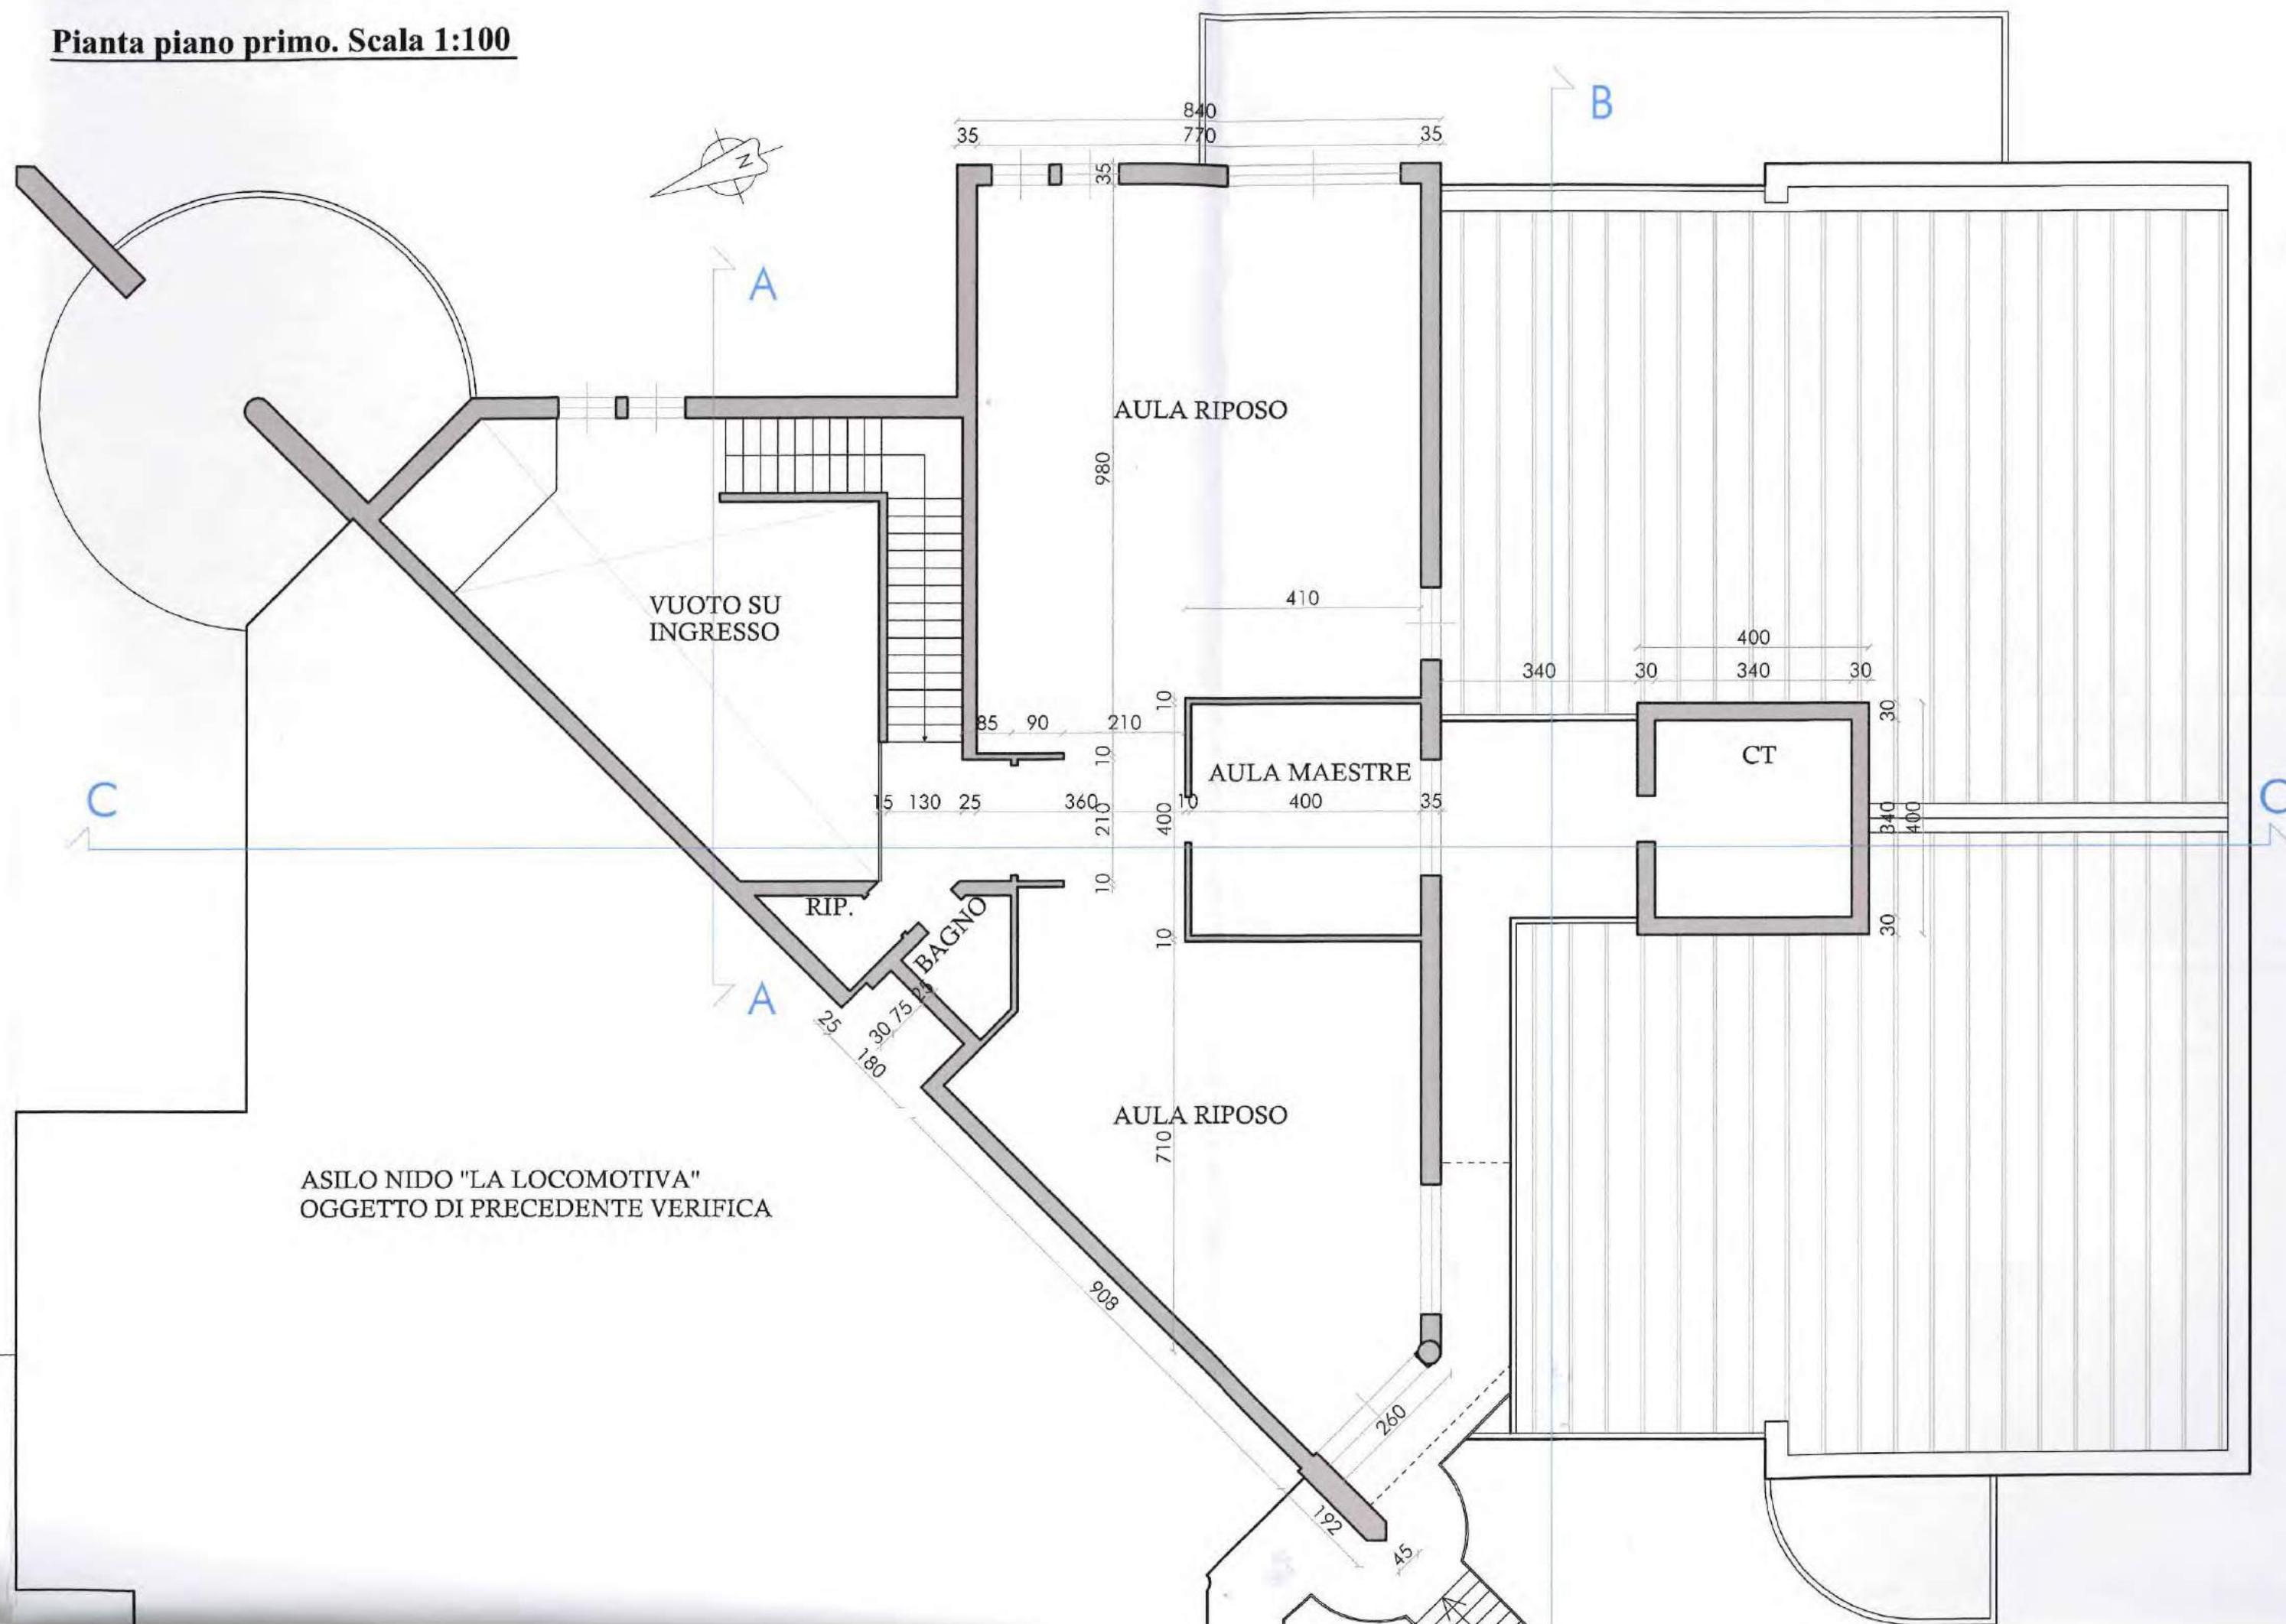 Pianta piano primo. Scala 1:100
B
840
35
770
35
35
N
A
AULA RIPOSO
980
VUOTO SU
INGRESSO
410
400
340
30
340
30
10
85
90
210
30
10
CT
AULA MAESTRE
C
C
15
130
25
360
210
400
10
400
35
340
400
10
RIP.
BAGNO
10
30
A
25
30
75
25
180
AULA RIPOSO
710
ASILO NIDO "LA LOCOMOTIVA"
OGGETTO DI PRECEDENTE VERIFICA
908
260
192
45